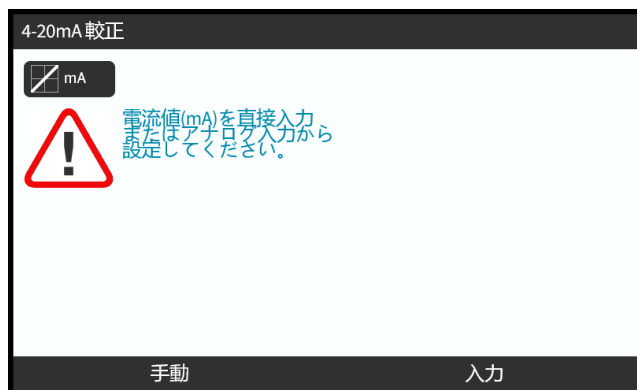 4-20mA 較正
mA
電流値(mA)を直接入力
またはアナログ入力から
設定してください。
手動
入力